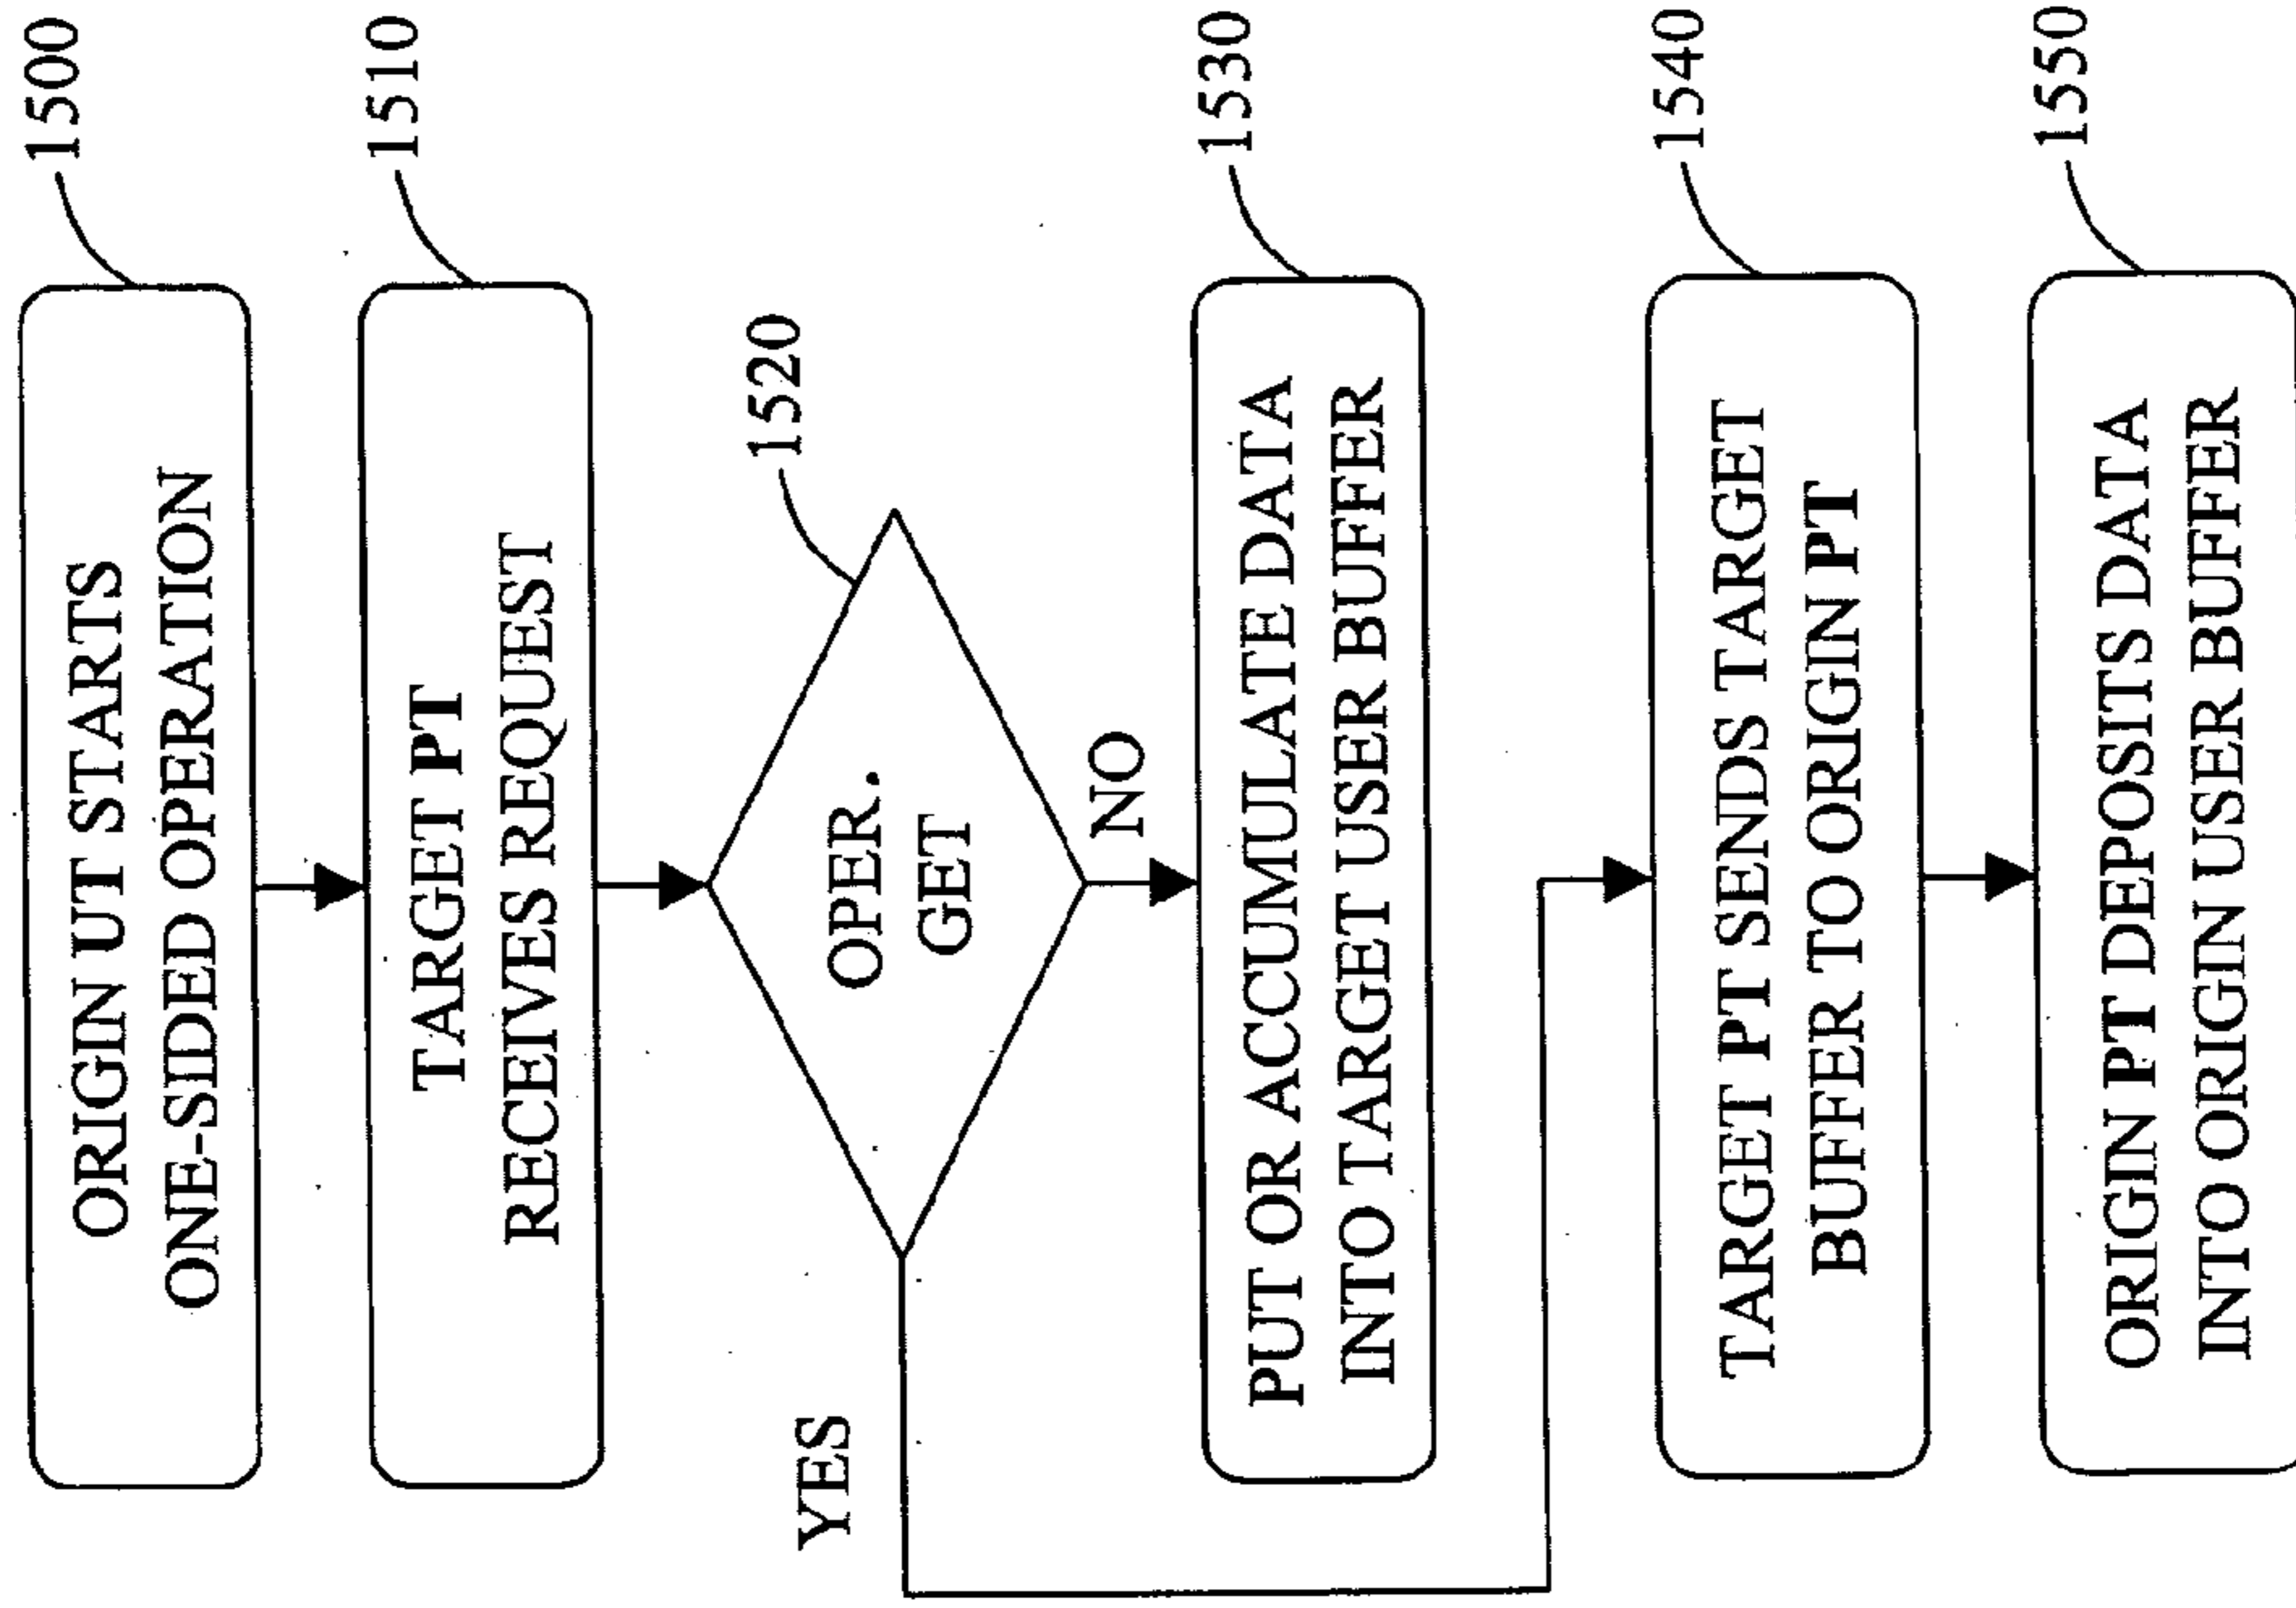 1500
ORIGIN UT STARTS
ONE-SIDED OPERATION
1510
TARGET PT
RECEIVES REQUEST
1520
OPER.
GET
YES
NO
1530
PUT OR ACCUMULATE DATA
INTO TARGET USER BUFFER
1540
TARGET PT SENDS TARGET
BUFFER TO ORIGIN PT
1550
ORIGIN PT DEPOSITS DATA
INTO ORIGIN USER BUFFER